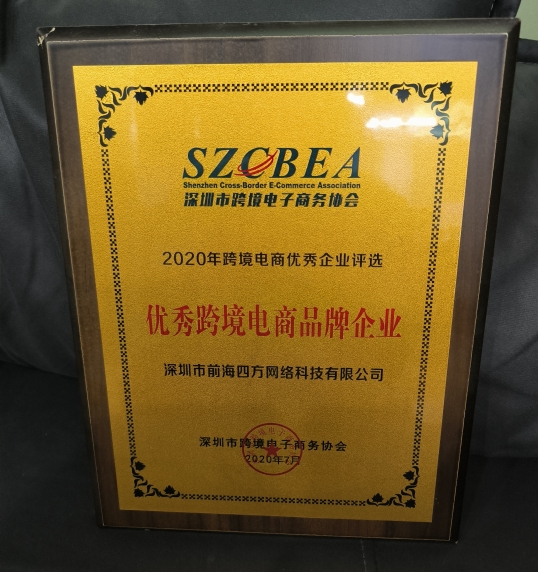 SZCBEA
Shenzhen Cross-Border E-Commerce Association
深圳市跨境电子商务协会
2020年跨境电商优秀企业评选
优秀跨境电商品牌企业
深圳市前海四方网络科技有限公司
深圳市跨境电子商务协会
2020年7月